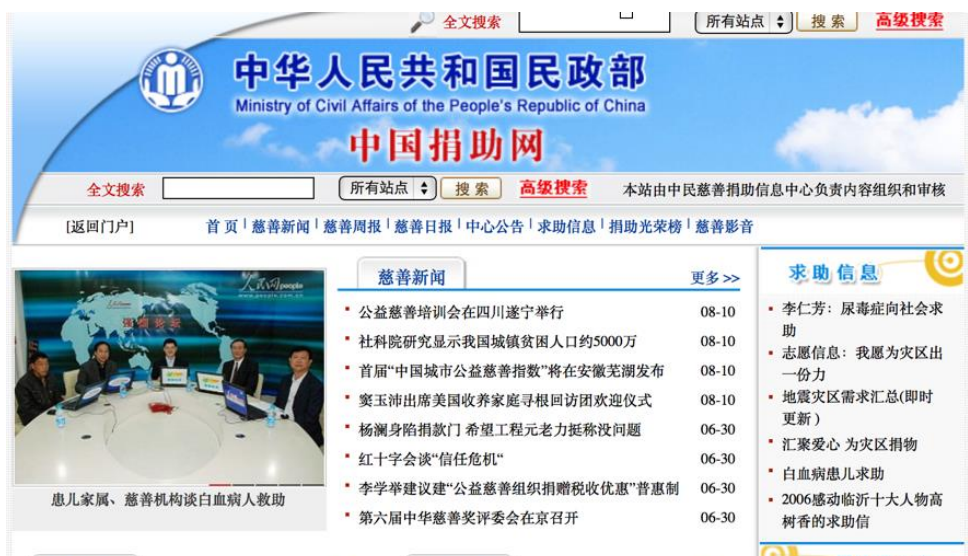 全文搜索 所有站点 搜 索 高级搜索
中华人民共和国民政部
Ministry of Civil Affairs of the People's Republic of China
中国捐助网
全文搜索 所有站点 搜 索 高级搜索 本站由中民慈善捐助信息中心负责内容组织和审核
[返回门户] 首 页 | 慈善新闻 | 慈善周报 | 慈善日报 | 中心公告 | 求助信息 | 捐助光荣榜 | 慈善影音
人民网 people
www.people.com.cn
强国论坛
患儿家属、慈善机构谈白血病人救助
慈善新闻 更多 >>
公益慈善培训会在四川遂宁举行 08-10
社科院研究显示我国城镇贫困人口约5000万 08-10
首届“中国城市公益慈善指数”将在安徽芜湖发布 08-10
窦玉沛出席美国收养家庭寻根回访团欢迎仪式 08-10
杨澜身陷捐款门 希望工程元老力挺称没问题 06-30
红十字会谈“信任危机“ 06-30
李学举建议建“公益慈善组织捐赠税收优惠”普惠制 06-30
第六届中华慈善奖评委会在京召开 06-30
求助信息
李仁芳：尿毒症向社会求
助
志愿信息：我愿为灾区出
一份力
地震灾区需求汇总(即时
更新 )
汇聚爱心 为灾区捐物
白血病患儿求助
2006感动临沂十大人物高
树香的求助信